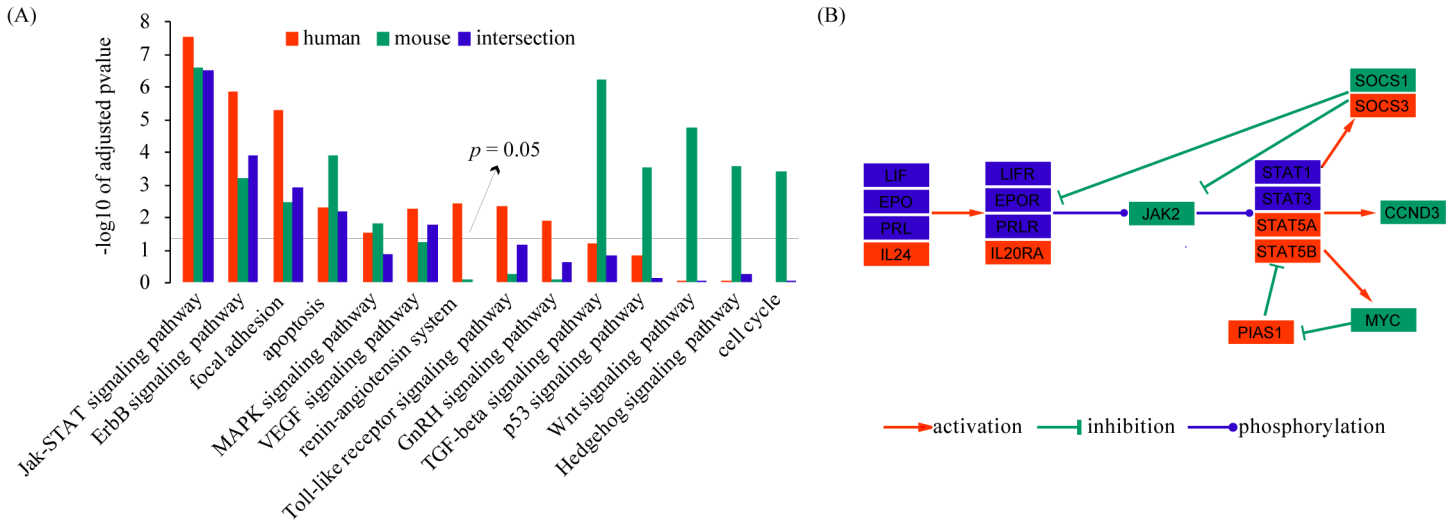 (A)
8
7
6
5
4
3
2
1
0
-log10 of adjusted pvalue
human mouse intersection
p = 0.05
Jak-STAT signaling pathway
ErbB signaling pathway
focal adhesion
apoptosis
MAPK signaling pathway
VEGF signaling pathway
renin-angiotensin system
Toll-like receptor signaling pathway
GnRH signaling pathway
TGF-beta signaling pathway
p53 signaling pathway
Wnt signaling pathway
Hedgehog signaling pathway
cell cycle
(B)
SOCS1
SOCS3
LIF
EPO
PRL
IL24
LIFR
EPOR
PRLR
IL20RA
JAK2
STAT1
STAT3
STAT5A
STAT5B
CCND3
PIAS1
MYC
activation inhibition phosphorylation